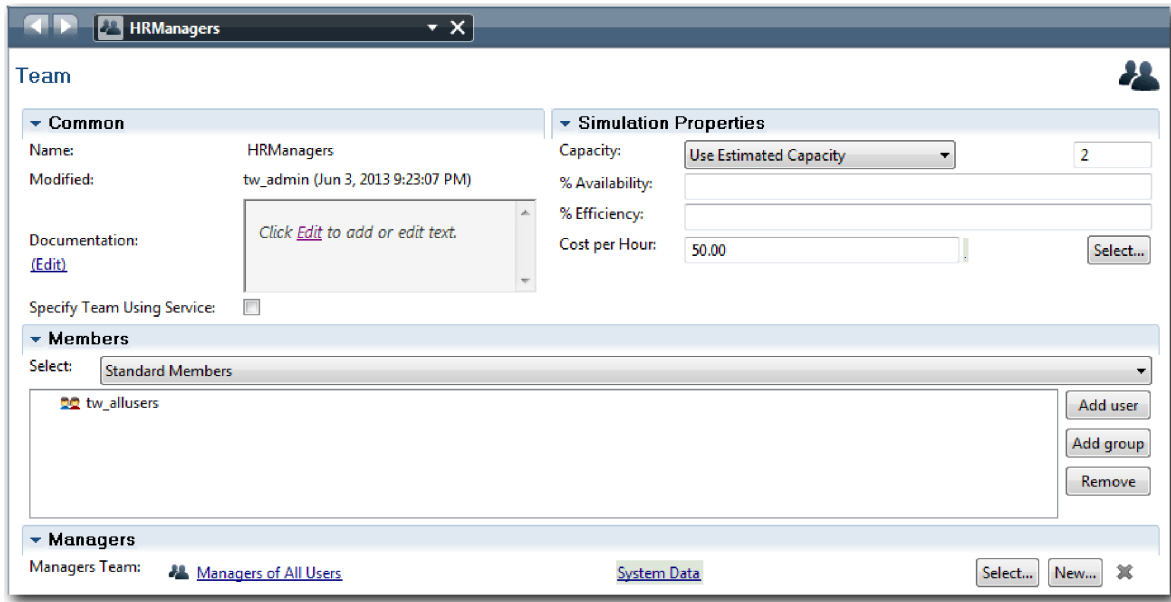 HRManagers
Team
Common
Name: HRManagers
Modified: tw_admin (Jun 3, 2013 9:23:07 PM)
Documentation:
(Edit)
Click Edit to add or edit text.
Specify Team Using Service:
Simulation Properties
Capacity: Use Estimated Capacity 2
% Availability:
% Efficiency:
Cost per Hour: 50.00 Select...
Members
Select: Standard Members
tw_allusers
Add user
Add group
Remove
Managers
Managers Team: Managers of All Users System Data Select... New...